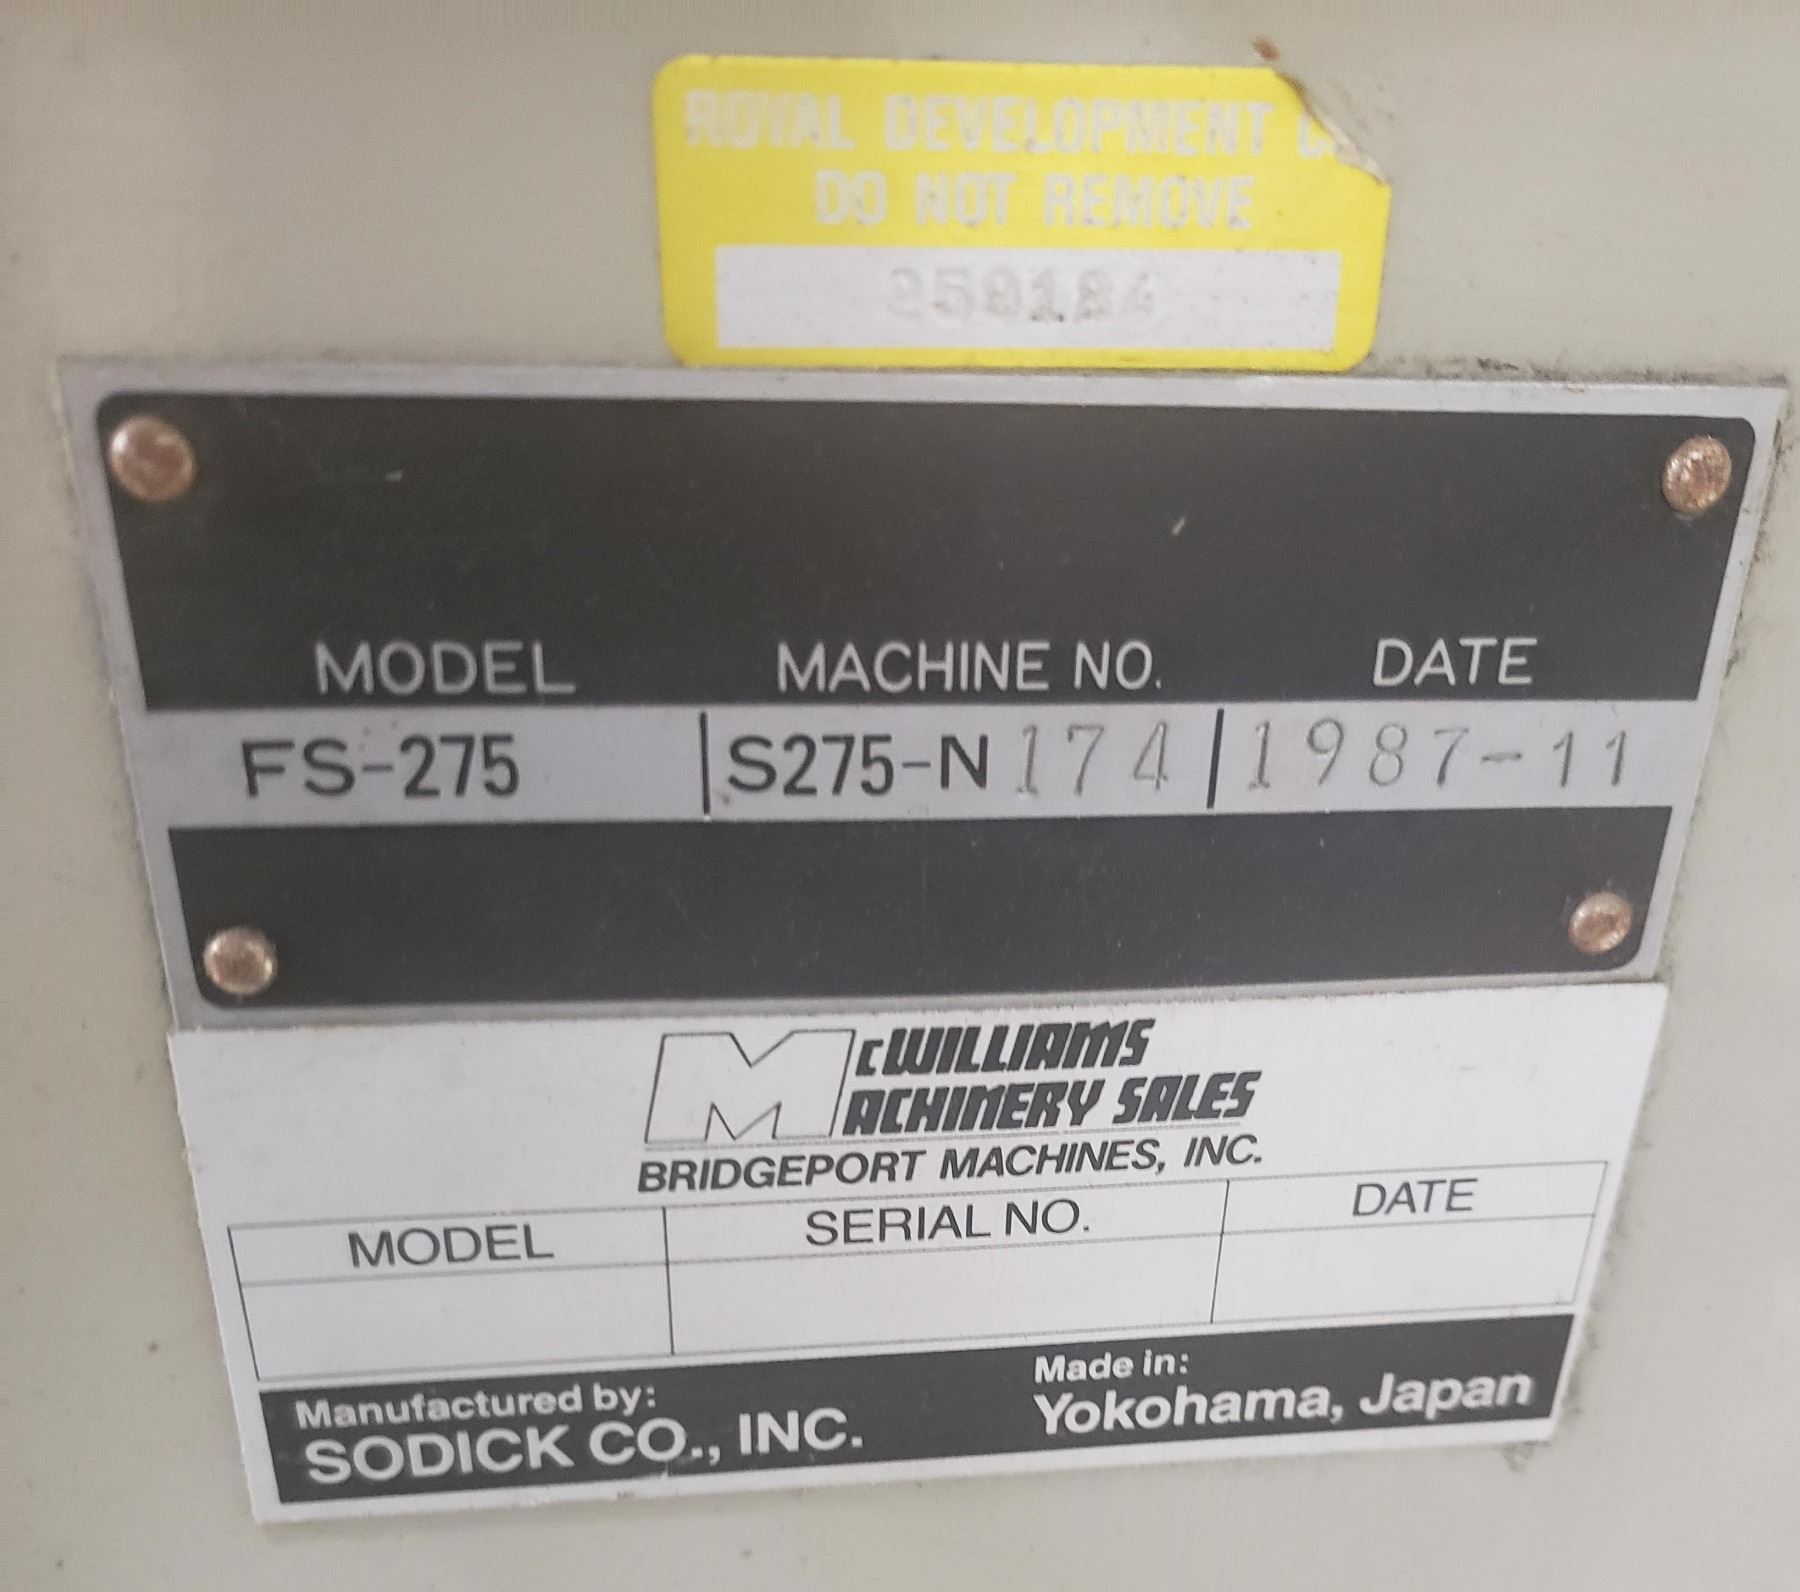 ROYAL DEVELOPMENT
DO NOT REMOVE
MODEL MACHINE NO. DATE
FS-275 S275-N 174 1987-11
McWILLIAMS
MACHINERY SALES
BRIDGEPORT MACHINES, INC.
MODEL SERIAL NO. DATE
Manufactured by: Made in:
SODICK CO., INC. Yokohama, Japan